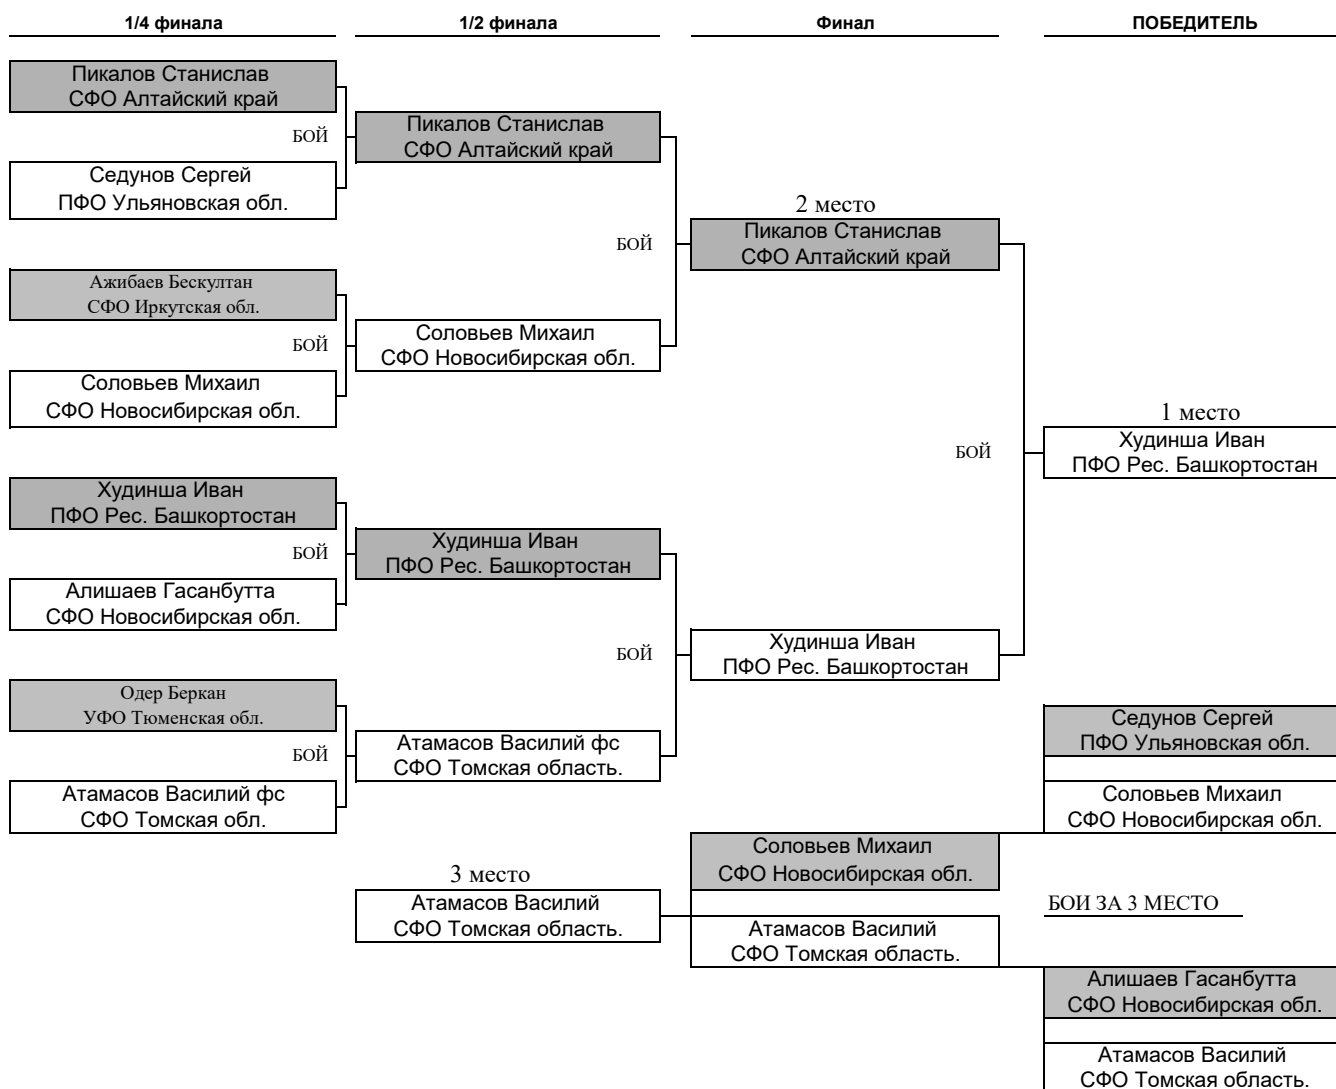 1/4 финала
1/2 финала
Финал
ПОБЕДИТЕЛЬ
Пикалов Станислав
СФО Алтайский край
БОЙ
Седунов Сергей
ПФО Ульяновская обл.
Пикалов Станислав
СФО Алтайский край
БОЙ
2 место
Пикалов Станислав
СФО Алтайский край
Ажибаев Бескултан
СФО Иркутская обл.
БОЙ
Соловьев Михаил
СФО Новосибирская обл.
Соловьев Михаил
СФО Новосибирская обл.
БОЙ
1 место
Худинша Иван
ПФО Рес. Башкортостан
Худинша Иван
ПФО Рес. Башкортостан
БОЙ
Алишаев Гасанбутта
СФО Новосибирская обл.
Худинша Иван
ПФО Рес. Башкортостан
БОЙ
Худинша Иван
ПФО Рес. Башкортостан
Одер Беркан
УФО Тюменская обл.
БОЙ
Атамасов Василий фс
СФО Томская обл.
Атамасов Василий фс
СФО Томская область.
Седунов Сергей
ПФО Ульяновская обл.
Соловьев Михаил
СФО Новосибирская обл.
3 место
Атамасов Василий
СФО Томская область.
Соловьев Михаил
СФО Новосибирская обл.
Атамасов Василий
СФО Томская область.
БОИ ЗА 3 МЕСТО
Алишаев Гасанбутта
СФО Новосибирская обл.
Атамасов Василий
СФО Томская область.